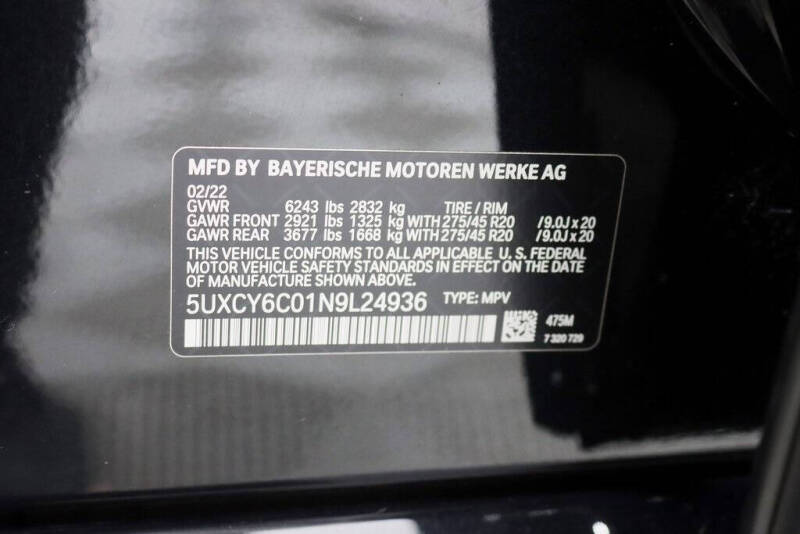 MFD BY BAYERISCHE MOTOREN WERKE AG
02/22
GVWR 6243 lbs 2832 kg TIRE / RIM
GAWR FRONT 2921 lbs 1325 kg WITH 275/45 R20 /9.0J x 20
GAWR REAR 3677 lbs 1668 kg WITH 275/45 R20 /9.0J x 20
THIS VEHICLE CONFORMS TO ALL APPLICABLE U.S. FEDERAL
MOTOR VEHICLE SAFETY STANDARDS IN EFFECT ON THE DATE
OF MANUFACTURE SHOWN ABOVE.
5UXCY6C01N9L24936 TYPE: MPV
475M
7 320 729